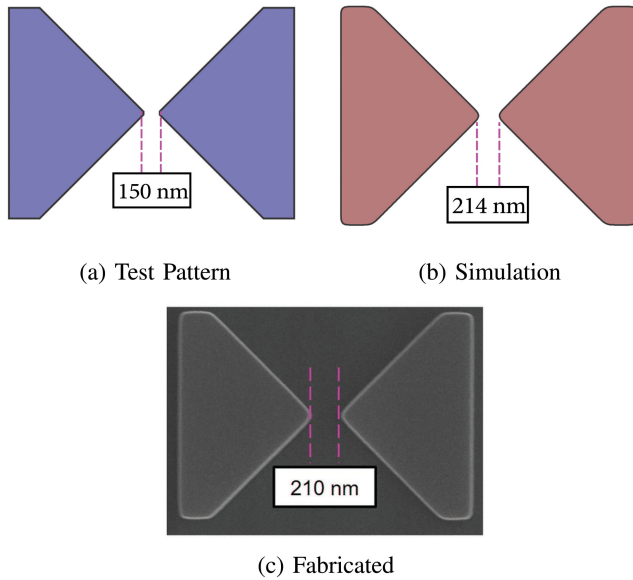 150 nm
214 nm
(a) Test Pattern
(b) Simulation
210 nm
(c) Fabricated